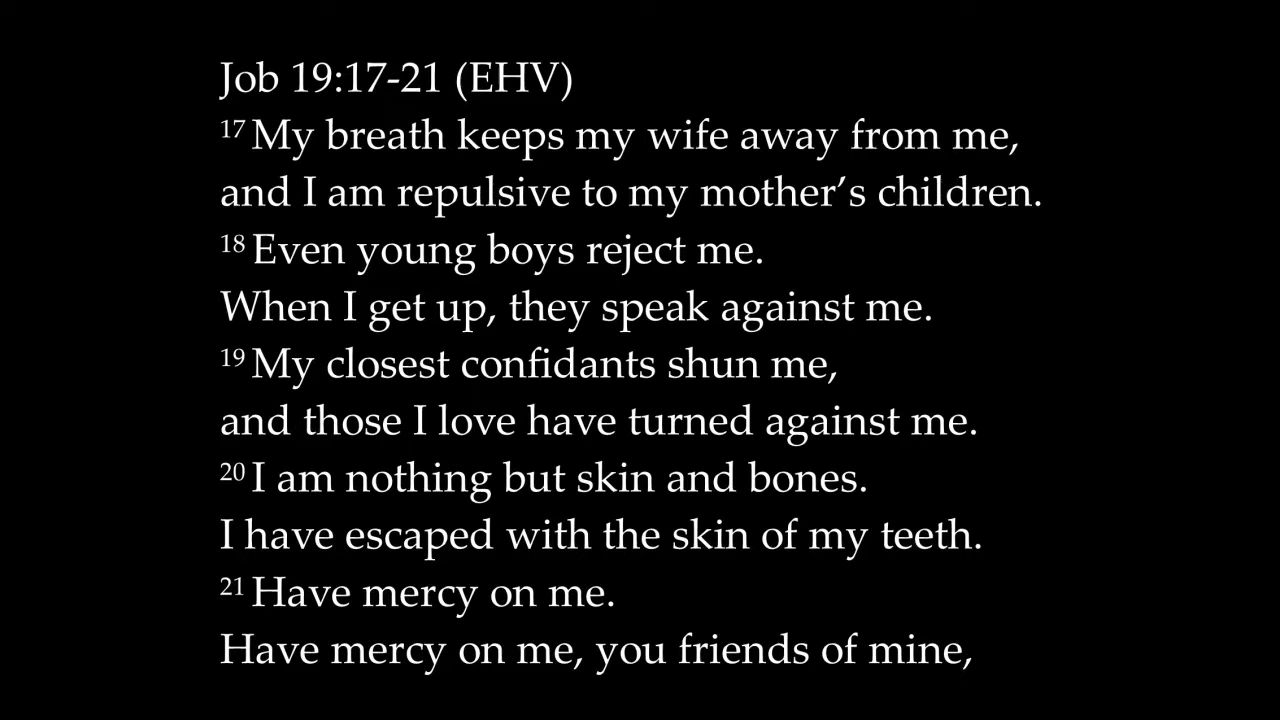 Job 19:17-21 (EHV)
17 My breath keeps my wife away from me,
and I am repulsive to my mother’s children.
18 Even young boys reject me.
When I get up, they speak against me.
19 My closest confidants shun me,
and those I love have turned against me.
20 I am nothing but skin and bones.
I have escaped with the skin of my teeth.
21 Have mercy on me.
Have mercy on me, you friends of mine,